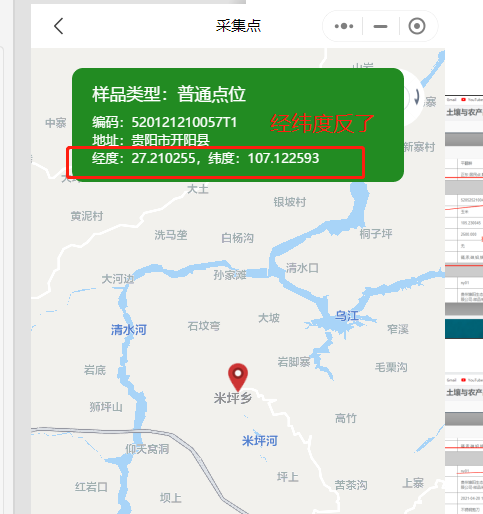 采集点
样品类型：普通点位
编码：520121210057T1
地址：贵阳市开阳县
经度：27.210255，纬度：107.122593
经纬度反了
中寨
新寨村
大土
银坡村
黄泥村
洗马垄
白杨沟
桐子坪
大河边
孙家滩
清水口
清水河
石坟弯
大坡
乌江
窄溪
岩底
岩脚寨
毛栗沟
狮坪山
米坪乡
高竹
仰天窝洞
米坪河
红岩口
坝上
坪上
苦茶沟
上寨
土壤与农产
土壤与农产